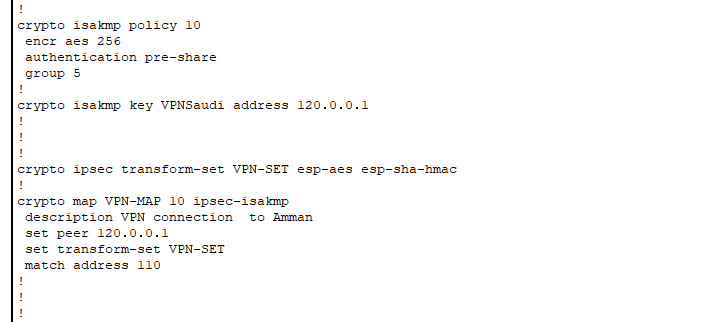 !
crypto isakmp policy 10
 encr aes 256
 authentication pre-share
 group 5
!
crypto isakmp key VPNSaudi address 120.0.0.1
!
!
!
crypto ipsec transform-set VPN-SET esp-aes esp-sha-hmac
!
crypto map VPN-MAP 10 ipsec-isakmp
 description VPN connection  to Amman
 set peer 120.0.0.1
 set transform-set VPN-SET
 match address 110
!
!
!